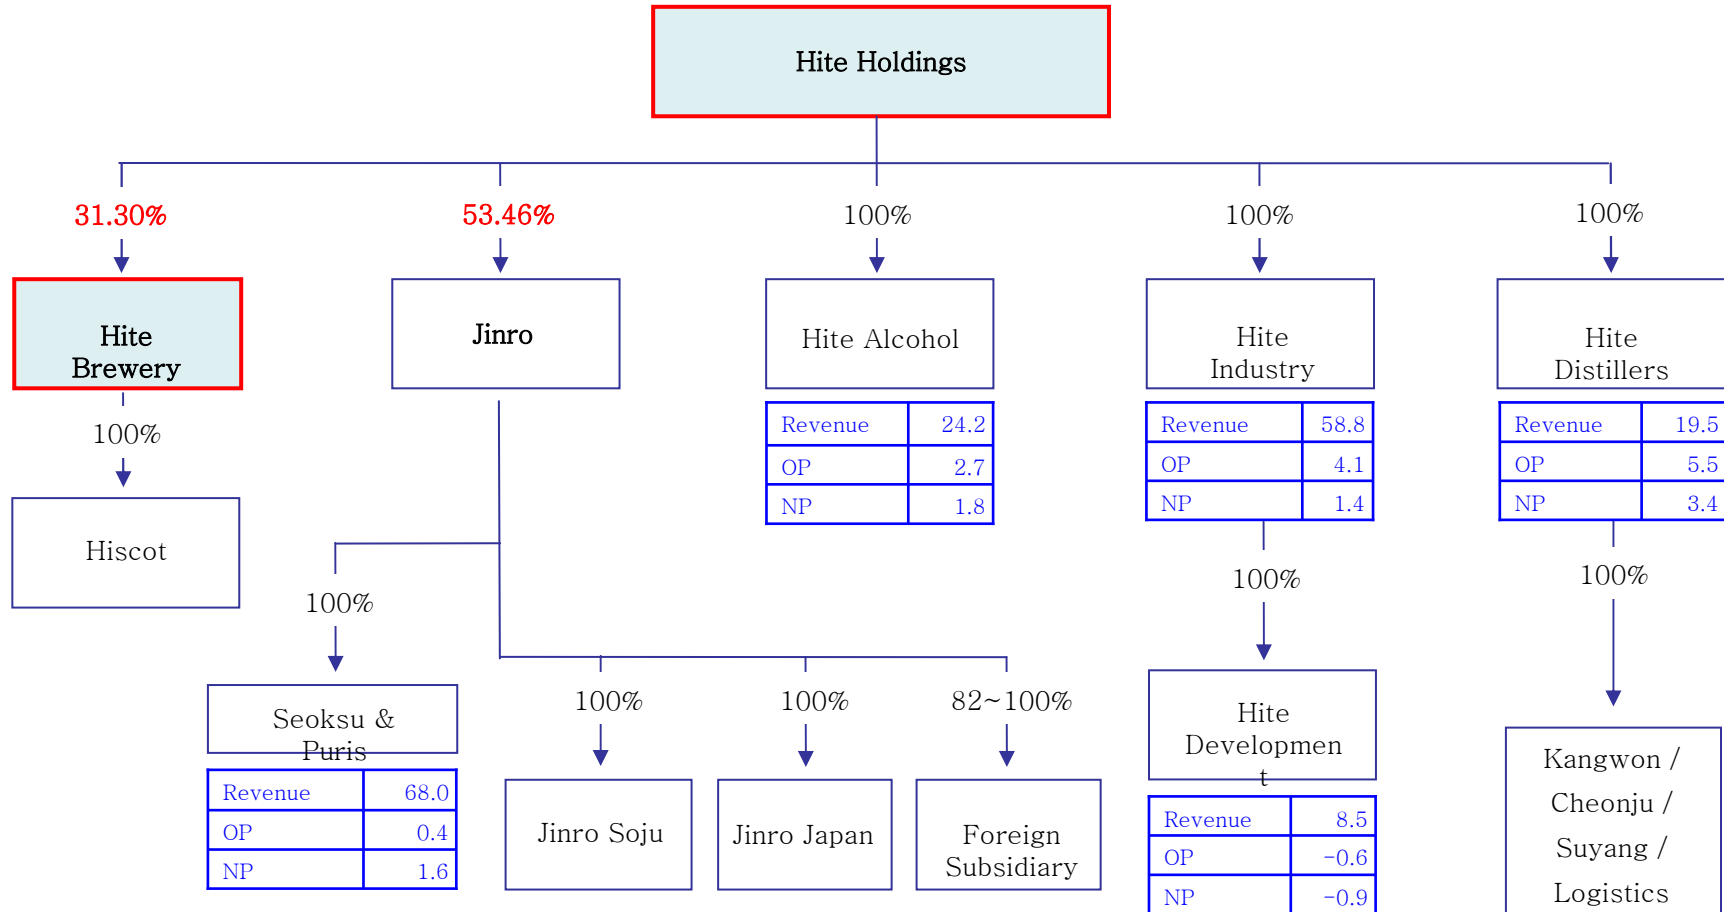 Hite Holdings
31.30%
53.46%
100%
100%
100%
Hite
Brewery
Jinro
Hite Alcohol
Hite
Industry
Hite
Distillers
Revenue 24.2
OP 2.7
NP 1.8
Revenue 58.8
OP 4.1
NP 1.4
Revenue 19.5
OP 5.5
NP 3.4
100%
Hiscot
100%
100%
100%
Seoksu &
Puris
Revenue 68.0
OP 0.4
NP 1.6
100%
100%
82~100%
Jinro Soju
Jinro Japan
Foreign
Subsidiary
Hite
Developmen
t
Revenue 8.5
OP -0.6
NP -0.9
Kangwon /
Cheonju /
Suyang /
Logistics